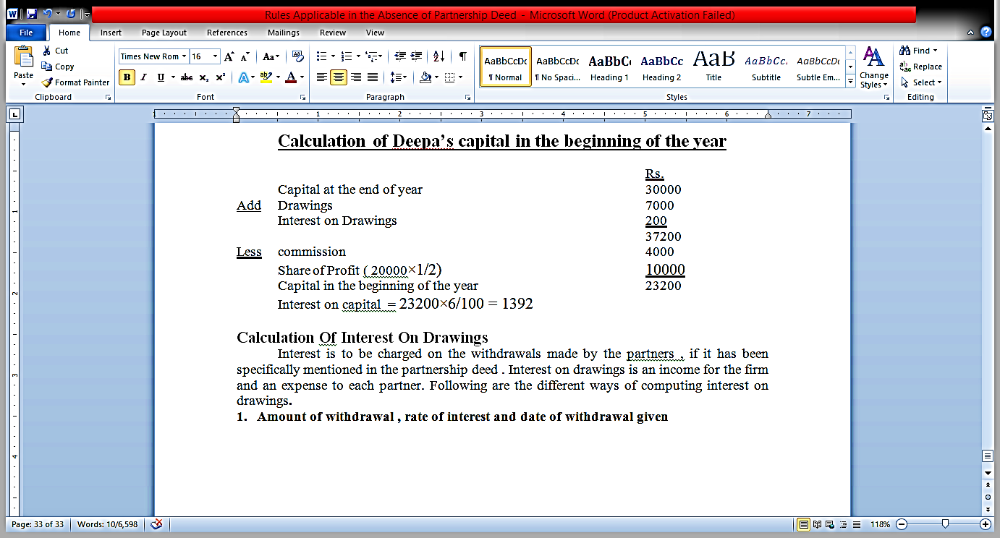 Rules Applicable in the Absence of Partnership Deed - Microsoft Word (Product Activation Failed)
File Home Insert Page Layout References Mailings Review View
Paste
Cut
Copy
Format Painter
Clipboard
Times New Rom 16
Font
Paragraph
AaBbCcDc AaBbCcDc AaBbC AaBbCc AaB AaBbCc. AaBbCcDc
¶ Normal ¶ No Spaci... Heading 1 Heading 2 Title Subtitle Subtle Em...
Change Styles
Styles
Find
Replace
Select
Editing
1 1 2 3 4 5 6 7
Calculation of Deepa's capital in the beginning of the year
Rs.
Capital at the end of year 30000
Add Drawings 7000
Interest on Drawings 200
37200
Less commission 4000
Share of Profit ( 20000×1/2) 10000
Capital in the beginning of the year 23200
Interest on capital = 23200×6/100 = 1392
Calculation Of Interest On Drawings
Interest is to be charged on the withdrawals made by the partners , if it has been
specifically mentioned in the partnership deed . Interest on drawings is an income for the firm
and an expense to each partner. Following are the different ways of computing interest on
drawings.
1. Amount of withdrawal , rate of interest and date of withdrawal given
Page: 33 of 33 Words: 10/6,598 118%